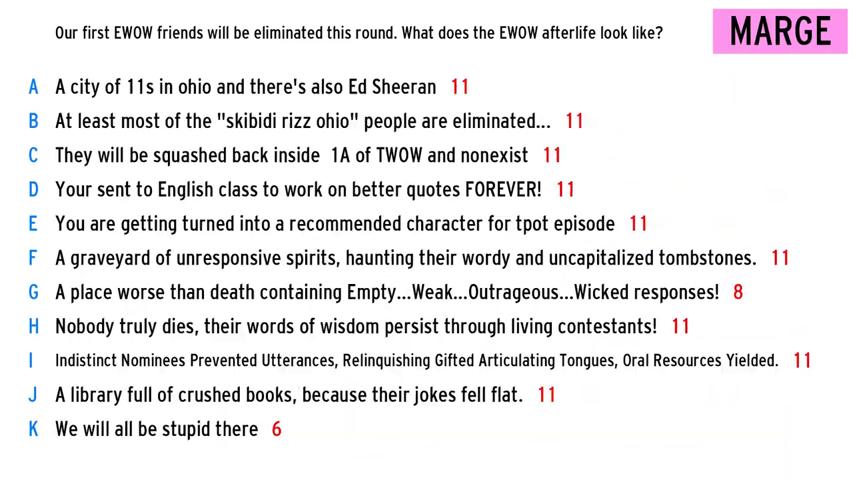 Our first EWOW friends will be eliminated this round. What does the EWOW afterlife look like?
MARGE
A A city of 11s in ohio and there's also Ed Sheeran 11
B At least most of the "skibidi rizz ohio" people are eliminated... 11
C They will be squashed back inside 1A of TWOW and nonexist 11
D Your sent to English class to work on better quotes FOREVER! 11
E You are getting turned into a recommended character for tpot episode 11
F A graveyard of unresponsive spirits, haunting their wordy and uncapitalized tombstones. 11
G A place worse than death containing Empty...Weak...Outrageous...Wicked responses! 8
H Nobody truly dies, their words of wisdom persist through living contestants! 11
I Indistinct Nominees Prevented Utterances, Relinquishing Gifted Articulating Tongues, Oral Resources Yielded. 11
J A library full of crushed books, because their jokes fell flat. 11
K We will all be stupid there 6